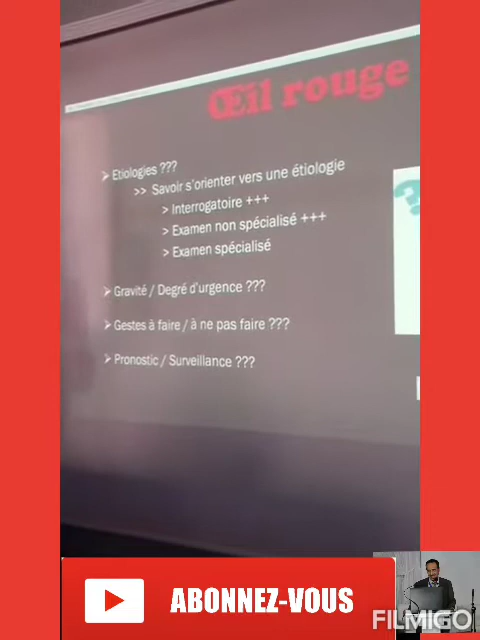 Œil rouge
➢ Etiologies ???
>> Savoir s'orienter vers une étiologie
> Interrogatoire +++
> Examen non spécialisé +++
> Examen spécialisé
➢ Gravité / Degré d'urgence ???
➢ Gestes à faire / à ne pas faire ???
➢ Pronostic / Surveillance ???
ABONNEZ-VOUS
FILMIGO